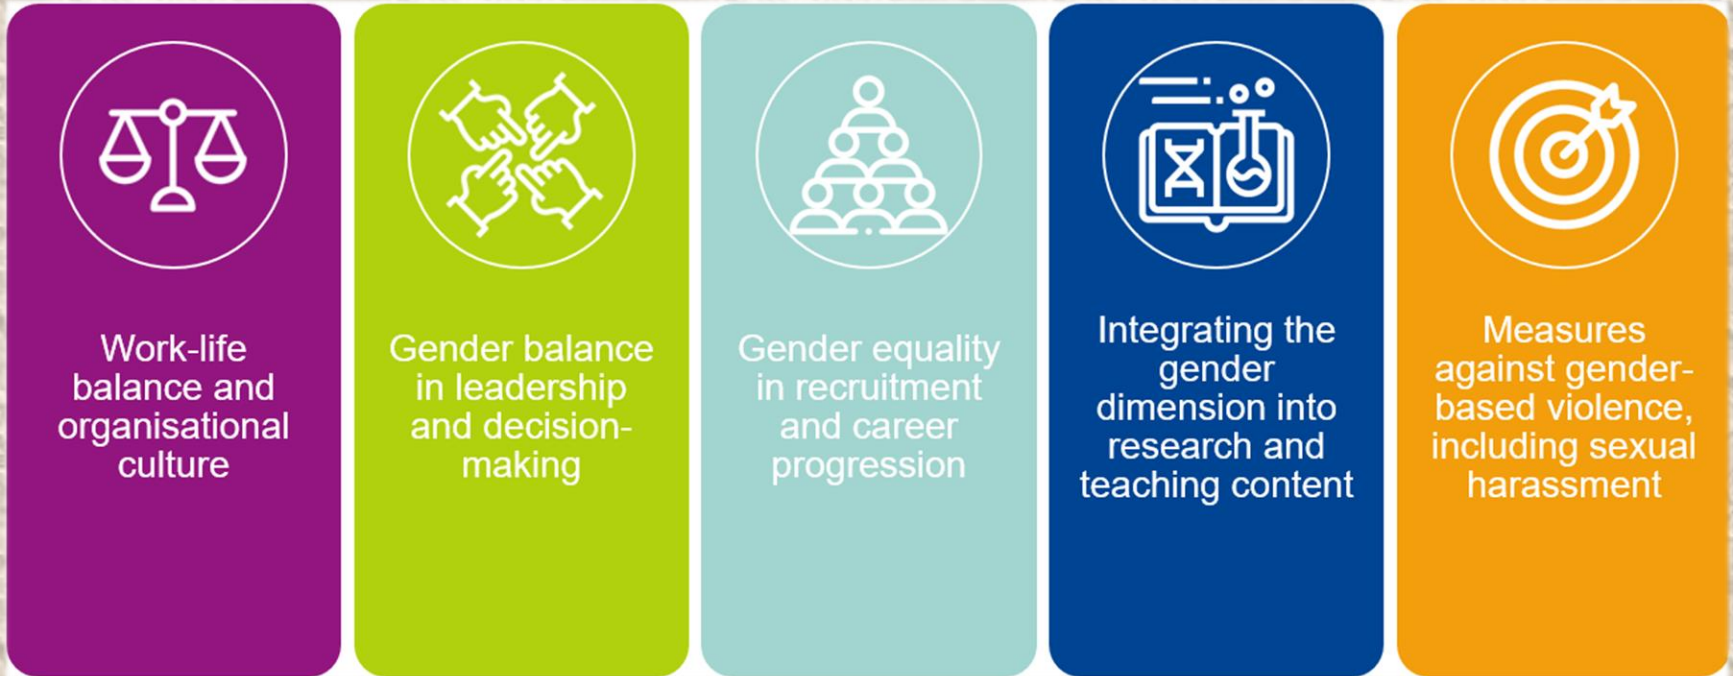 Work-life
balance and
organisational
culture
Gender balance
in leadership
and decision-
making
Gender equality
in recruitment
and career
progression
Integrating the
gender
dimension into
research and
teaching content
Measures
against gender-
based violence,
including sexual
harassment